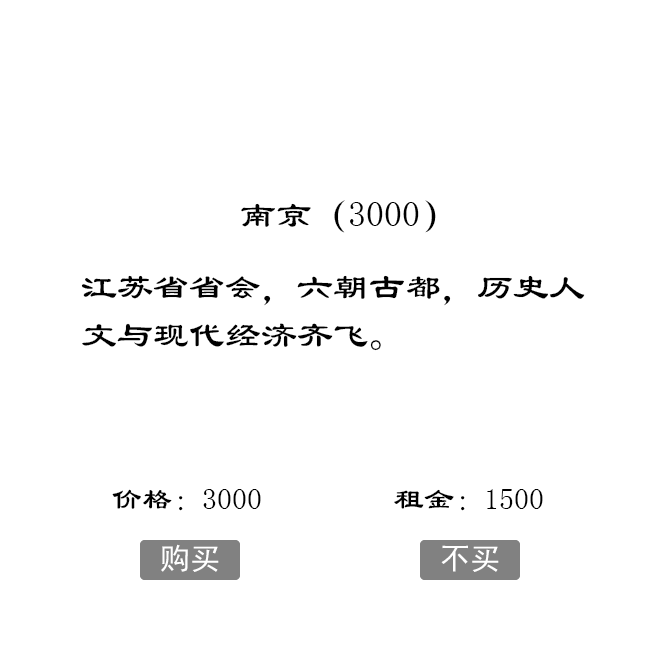 南京（3000）
江苏省省会，六朝古都，历史人
文与现代经济齐飞。
价格：3000 租金：1500
购买 不买